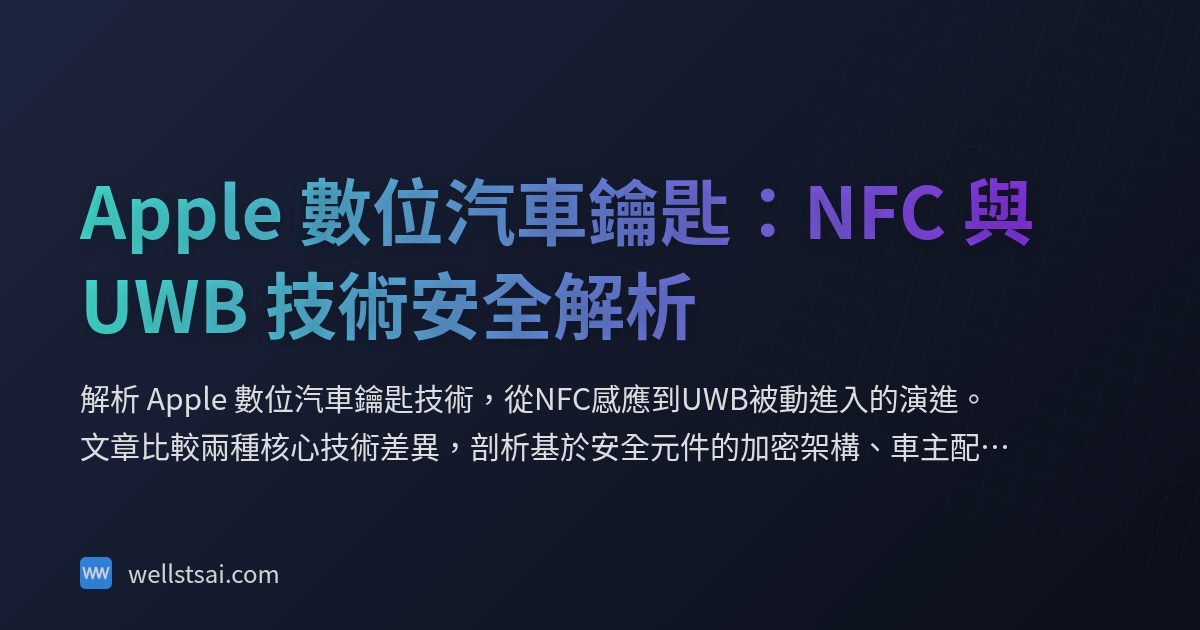 Apple 數位汽車鑰匙：NFC 與
UWB 技術安全解析
解析 Apple 數位汽車鑰匙技術，從NFC感應到UWB被動進入的演進。
文章比較兩種核心技術差異，剖析基於安全元件的加密架構、車主配⋯
wellstsai.com